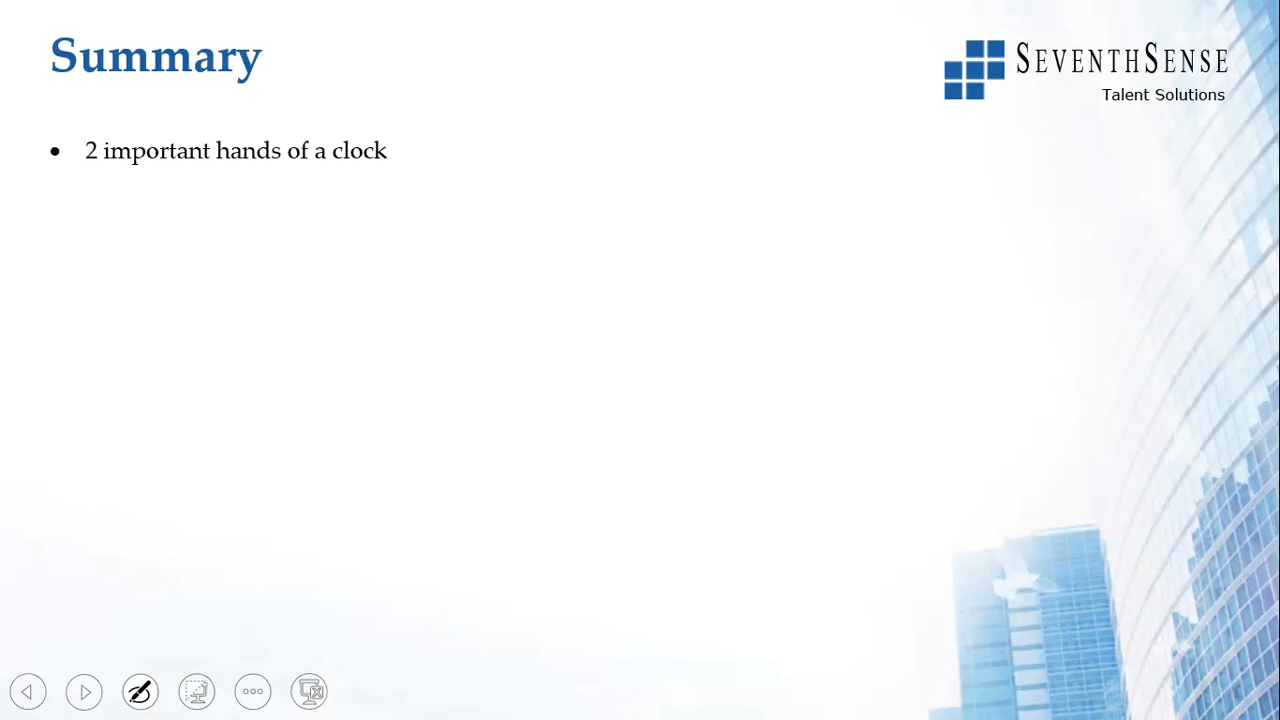 Summary
SEVENTHSENSE
Talent Solutions
• 2 important hands of a clock